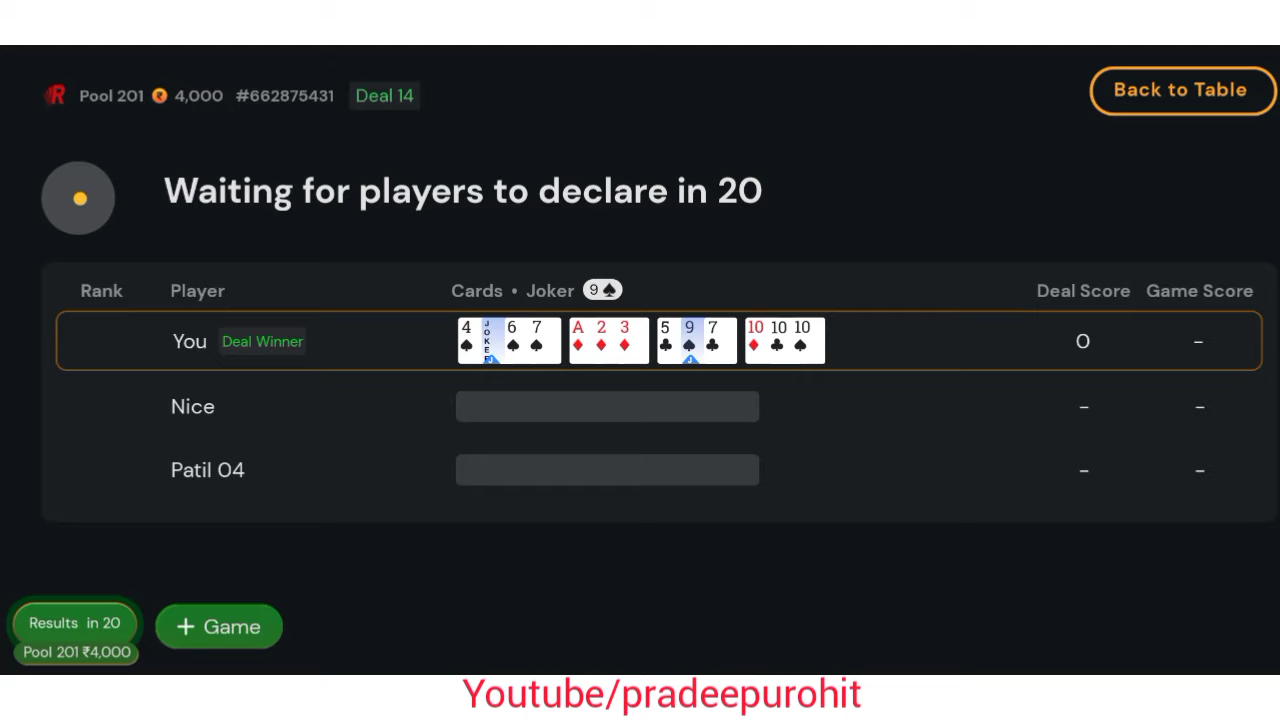 R Pool 201 ₹ 4,000 #662875431 Deal 14
Back to Table
Waiting for players to declare in 20
Rank Player Cards • Joker 9♠ Deal Score Game Score
You Deal Winner 4♠ JOKER 6♠ 7♠ A♦ 2♦ 3♦ 5♣ 9♠ 7♣ 10♦ 10♣ 10♠ 0 -
Nice - -
Patil 04 - -
Results in 20
Pool 201 ₹4,000
+ Game
Youtube/pradeepurohit